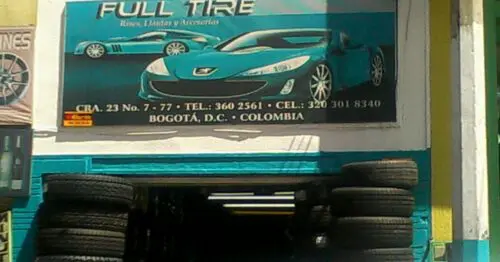 FULL TIRE
Rines, Llantas y Accesorios
CRA. 23 No. 7 - 77 • TEL.: 360 2561 • CEL.: 320 301 8340
BOGOTÁ, D.C. • COLOMBIA
INES